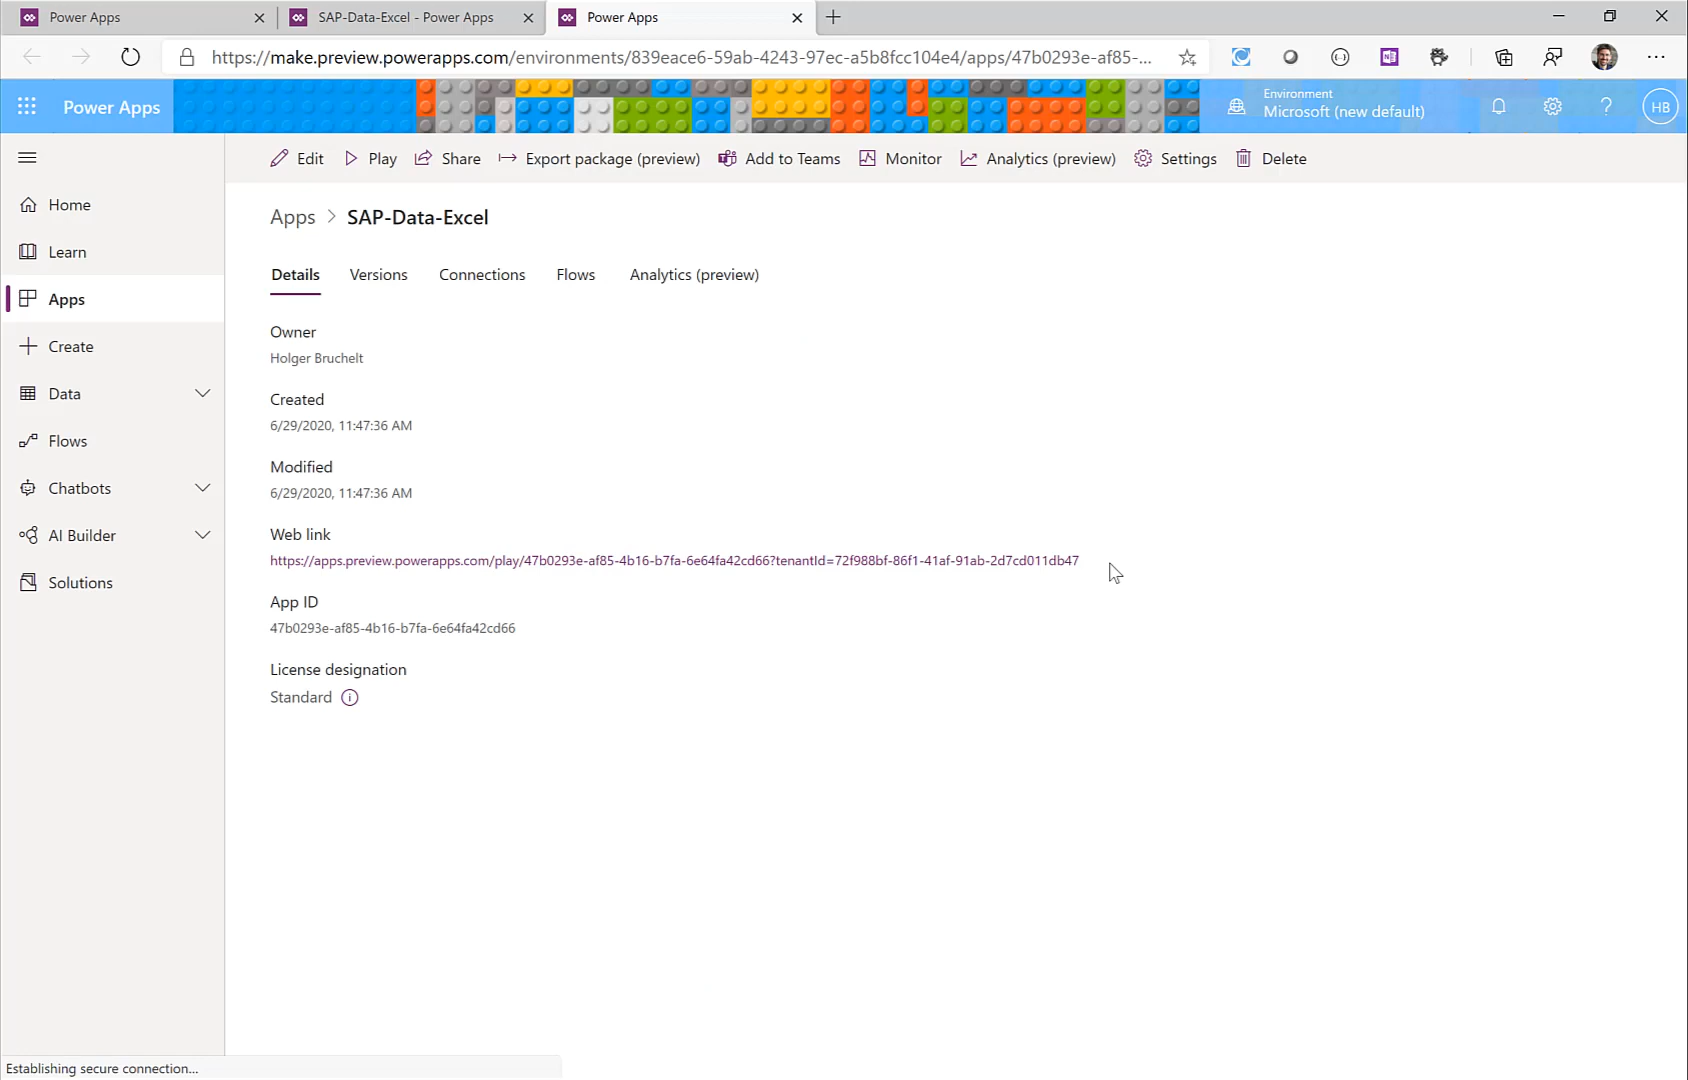 Power Apps
SAP-Data-Excel - Power Apps
Power Apps
https://make.preview.powerapps.com/environments/839eace6-59ab-4243-97ec-a5b8fcc104e4/apps/47b0293e-af85-...
Power Apps
Environment
Microsoft (new default)
HB
Edit
Play
Share
Export package (preview)
Add to Teams
Monitor
Analytics (preview)
Settings
Delete
Home
Learn
Apps
Create
Data
Flows
Chatbots
AI Builder
Solutions
Apps > SAP-Data-Excel
Details
Versions
Connections
Flows
Analytics (preview)
Owner
Holger Bruchelt
Created
6/29/2020, 11:47:36 AM
Modified
6/29/2020, 11:47:36 AM
Web link
https://apps.preview.powerapps.com/play/47b0293e-af85-4b16-b7fa-6e64fa42cd66?tenantId=72f988bf-86f1-41af-91ab-2d7cd011db47
App ID
47b0293e-af85-4b16-b7fa-6e64fa42cd66
License designation
Standard
Establishing secure connection...